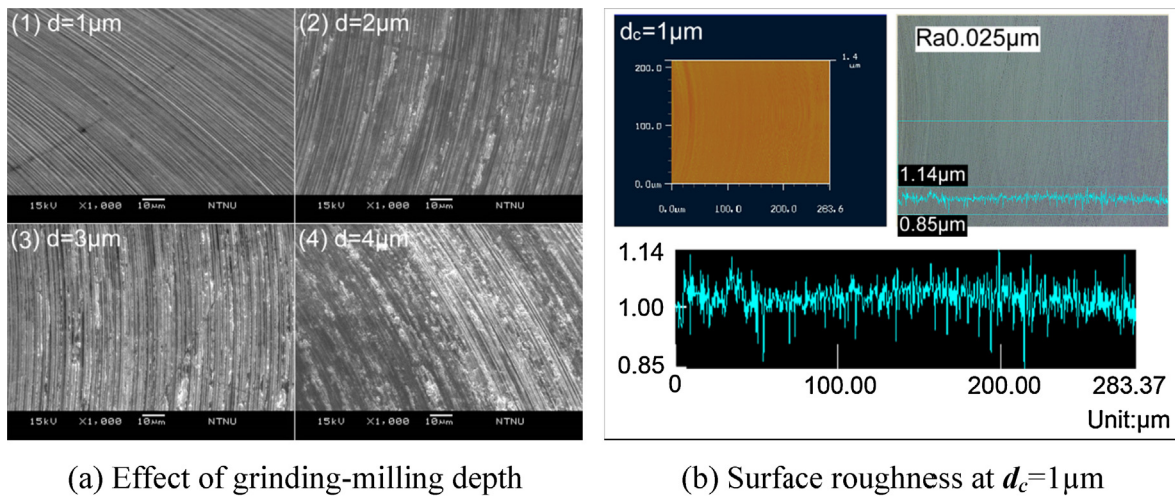 (1) d=1μm
(2) d=2μm
15kV X1,000 10μm NTNU
15kV X1,000 10μm NTNU
(3) d=3μm
(4) d=4μm
15kV X1,000 10μm NTNU
15kV X1,000 10μm NTNU
(a) Effect of grinding-milling depth
dc=1μm
1.4
um
200.0
100.0
0.0um
0.0um 100.0 200.0 283.6
Ra0.025μm
1.14μm
0.85μm
1.14
1.00
0.85
0 100.00 200.00 283.37
Unit:μm
(b) Surface roughness at dc=1μm